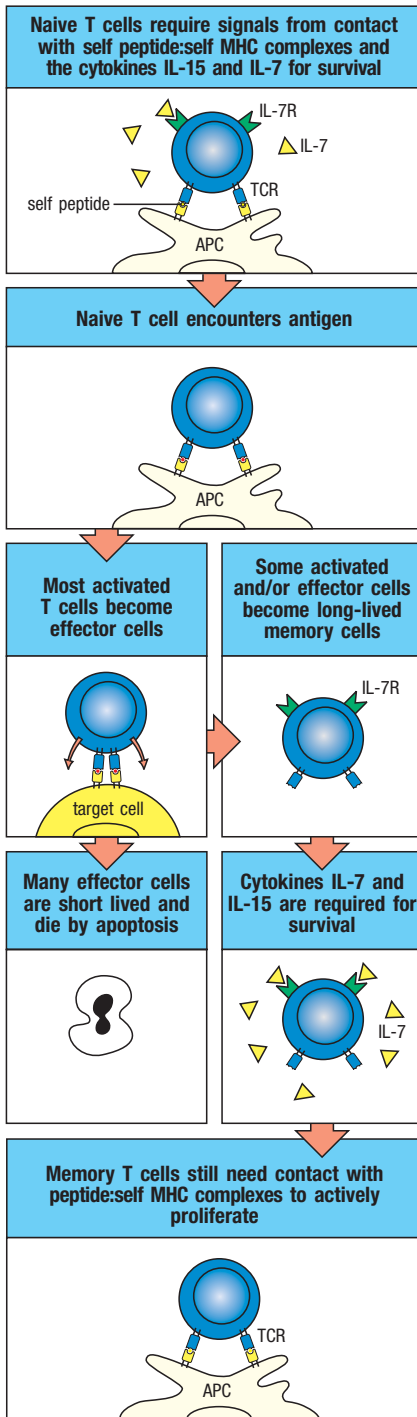 Naive T cells require signals from contact
with self peptide:self MHC complexes and
the cytokines IL-15 and IL-7 for survival
IL-7R
IL-7
TCR
self peptide
APC
Naive T cell encounters antigen
APC
Most activated
T cells become
effector cells
target cell
Some activated
and/or effector cells
become long-lived
memory cells
IL-7R
Many effector cells
are short lived and
die by apoptosis
Cytokines IL-7 and
IL-15 are required for
survival
IL-7
Memory T cells still need contact with
peptide:self MHC complexes to actively
proliferate
TCR
APC